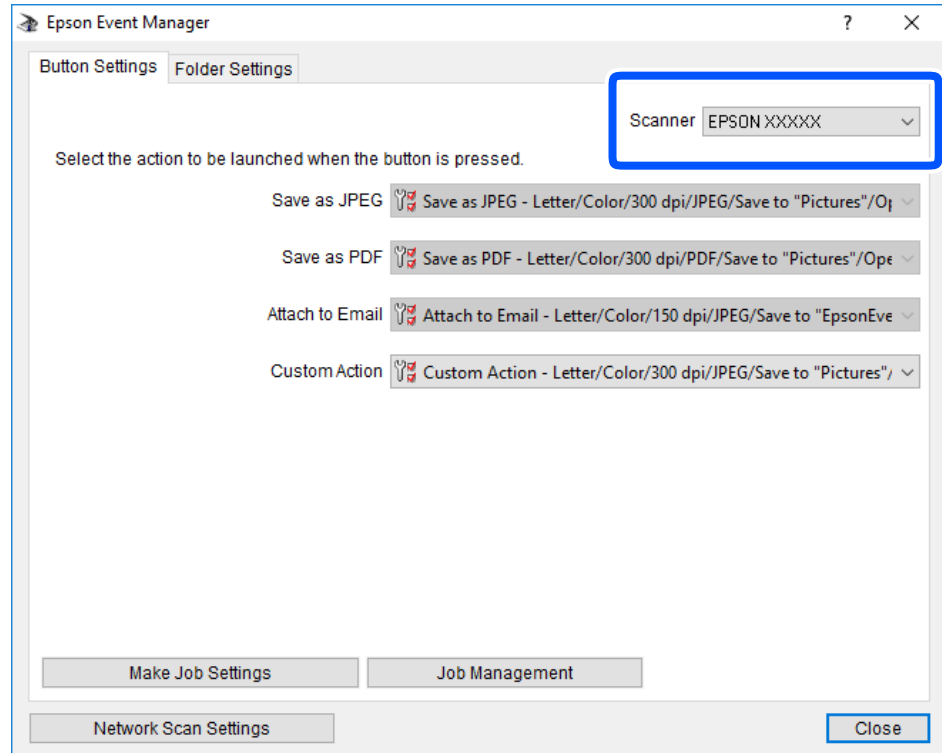 Epson Event Manager
Button Settings Folder Settings
Scanner EPSON XXXXX
Select the action to be launched when the button is pressed.
Save as JPEG Save as JPEG - Letter/Color/300 dpi/JPEG/Save to "Pictures"/Op
Save as PDF Save as PDF - Letter/Color/300 dpi/PDF/Save to "Pictures"/Ope
Attach to Email Attach to Email - Letter/Color/150 dpi/JPEG/Save to "EpsonEve
Custom Action Custom Action - Letter/Color/300 dpi/JPEG/Save to "Pictures"/
Make Job Settings Job Management
Network Scan Settings Close